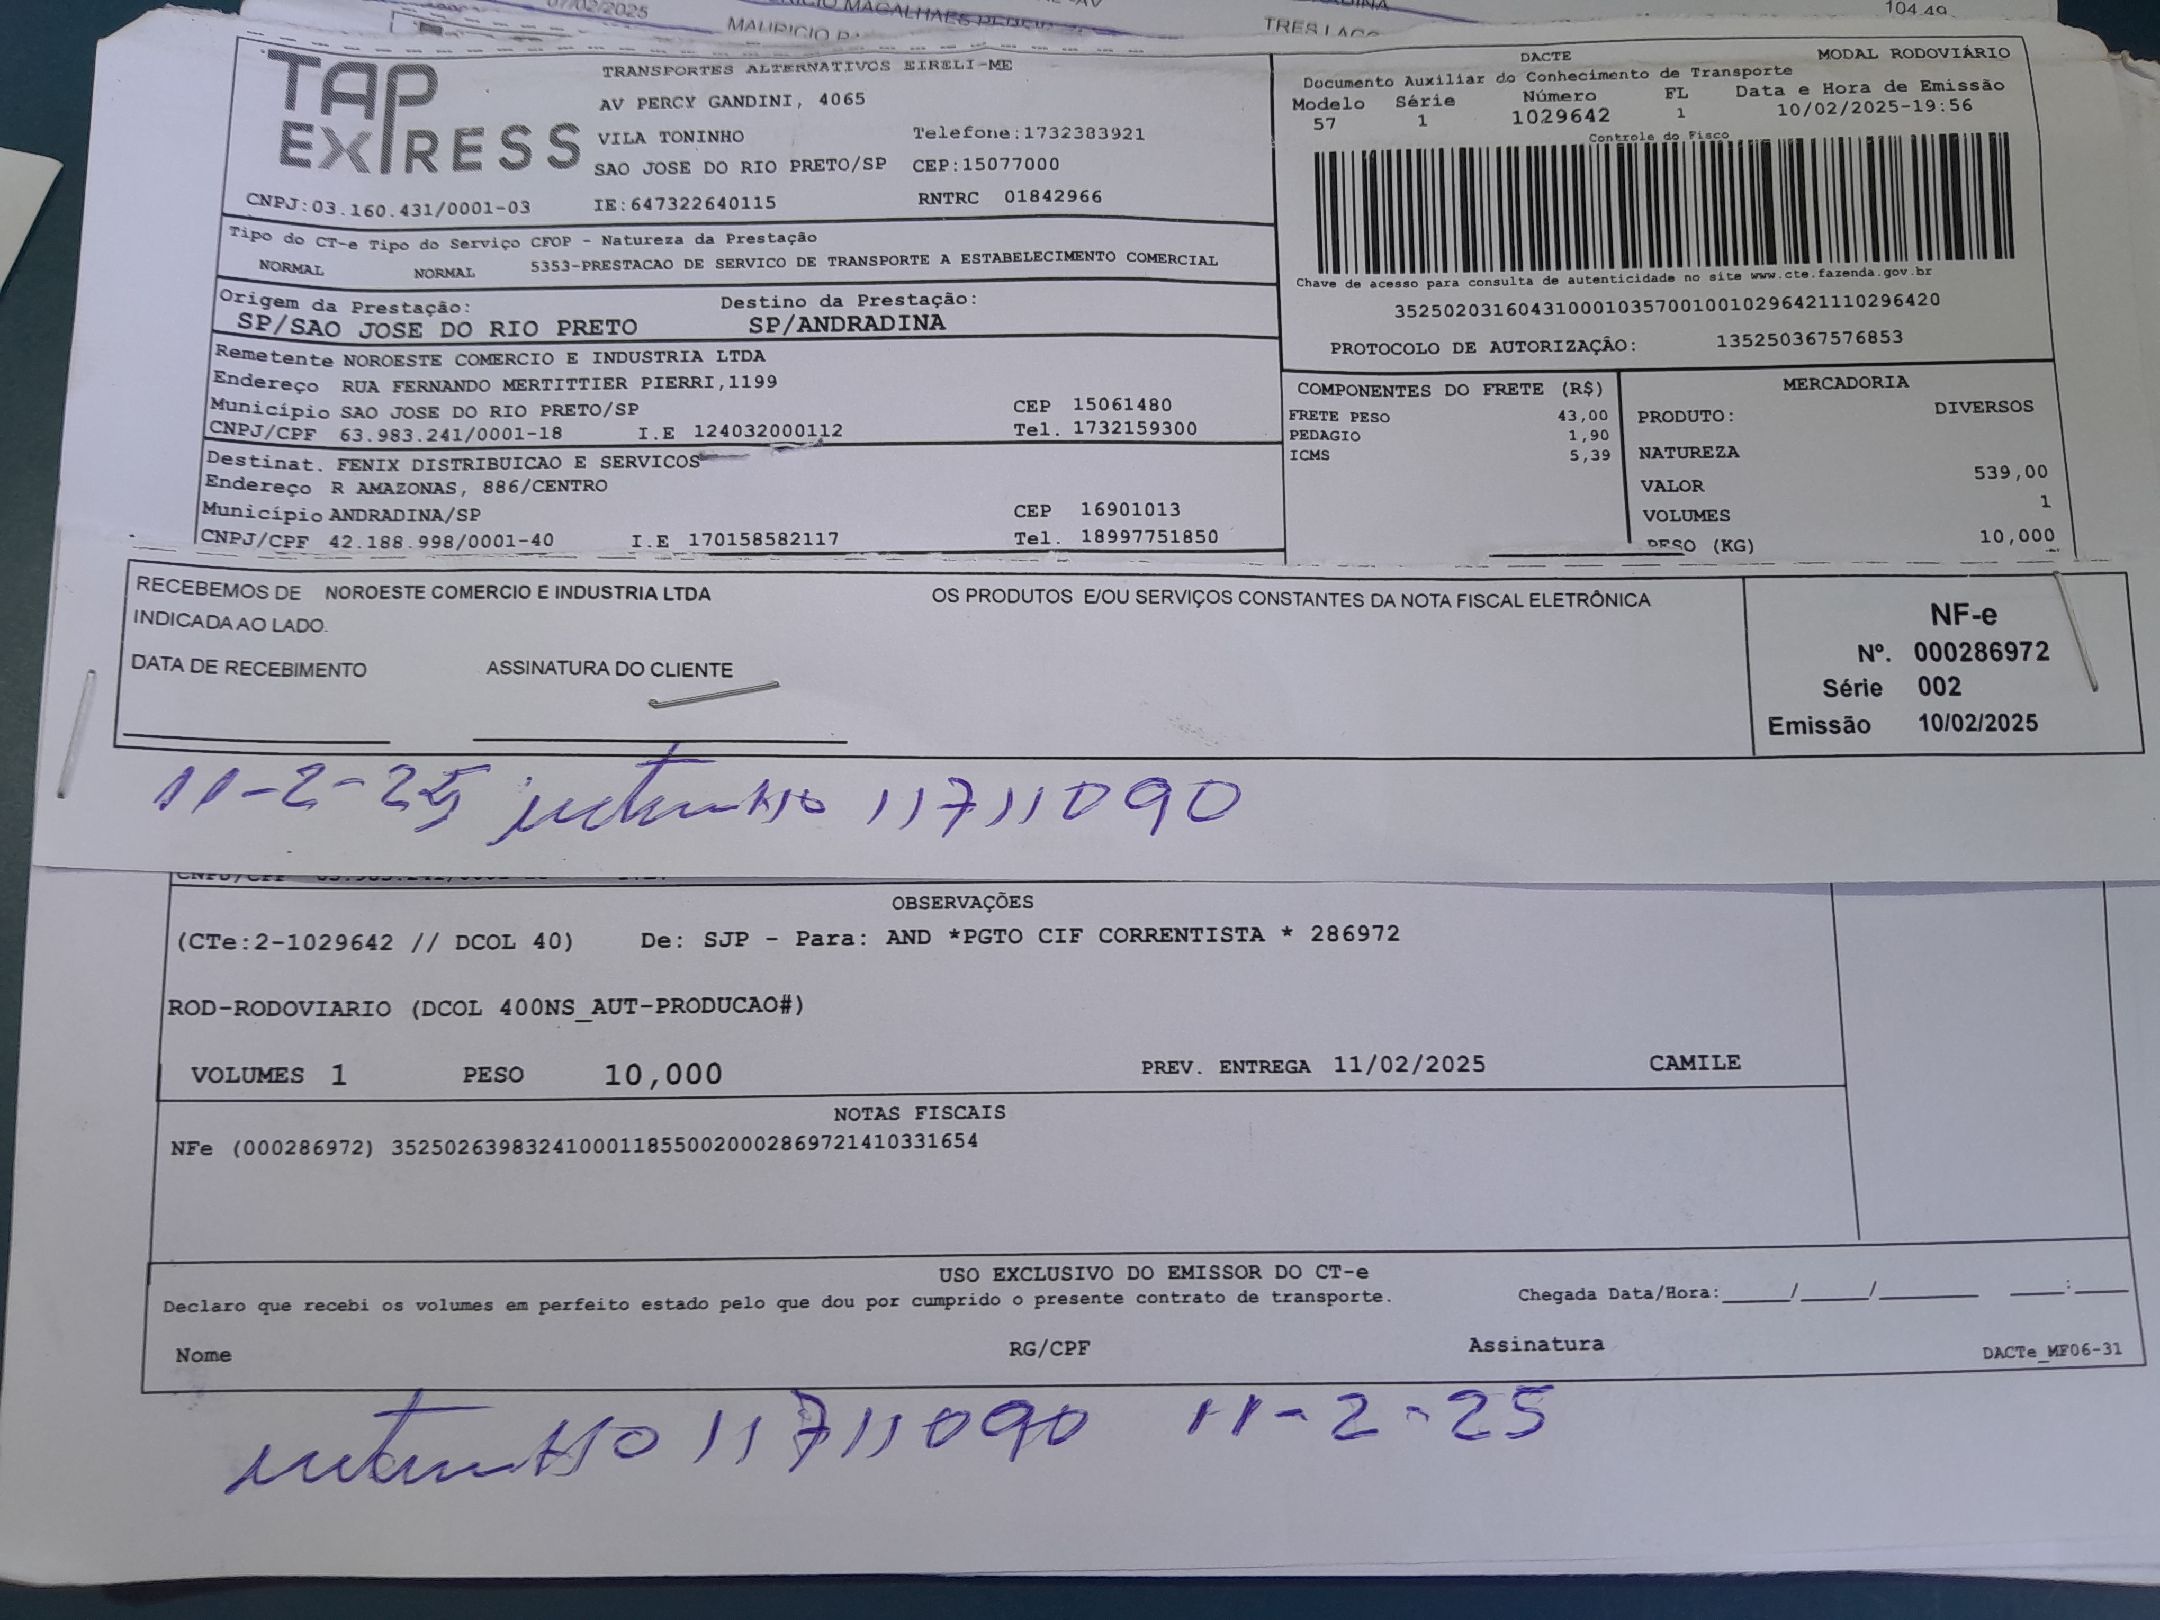 07/02/2025
MAURICIO
104,49
TAP
EXPRESS
TRANSPORTES ALTERNATIVOS EIRELI-ME
AV PERCY GANDINI, 4065
VILA TONINHO Telefone:1732383921
SAO JOSE DO RIO PRETO/SP CEP:15077000
CNPJ:03.160.431/0001-03 IE:647322640115 RNTRC 01842966
DACTE MODAL RODOVIÁRIO
Documento Auxiliar do Conhecimento de Transporte
Modelo Série Número FL Data e Hora de Emissão
57 1 1029642 1 10/02/2025-19:56
Controle do Fisco
Chave de acesso para consulta de autenticidade no site www.cte.fazenda.gov.br
35250203160431000103570010010296421110296420
PROTOCOLO DE AUTORIZAÇÃO: 135250367576853
Tipo do CT-e Tipo do Serviço CFOP - Natureza da Prestação
NORMAL NORMAL 5353-PRESTACAO DE SERVICO DE TRANSPORTE A ESTABELECIMENTO COMERCIAL
Origem da Prestação: Destino da Prestação:
SP/SAO JOSE DO RIO PRETO SP/ANDRADINA
Remetente NOROESTE COMERCIO E INDUSTRIA LTDA
Endereço RUA FERNANDO MERTITTIER PIERRI,1199
Município SAO JOSE DO RIO PRETO/SP CEP 15061480
CNPJ/CPF 63.983.241/0001-18 I.E 124032000112 Tel. 1732159300
Destinat. FENIX DISTRIBUICAO E SERVICOS
Endereço R AMAZONAS, 886/CENTRO
Município ANDRADINA/SP CEP 16901013
CNPJ/CPF 42.188.998/0001-40 I.E 170158582117 Tel. 18997751850
COMPONENTES DO FRETE (R$)
FRETE PESO 43,00
PEDAGIO 1,90
ICMS 5,39
MERCADORIA
PRODUTO: DIVERSOS
NATUREZA
VALOR 539,00
VOLUMES 1
PESO (KG) 10,000
RECEBEMOS DE NOROESTE COMERCIO E INDUSTRIA LTDA OS PRODUTOS E/OU SERVIÇOS CONSTANTES DA NOTA FISCAL ELETRÔNICA
INDICADA AO LADO.
DATA DE RECEBIMENTO ASSINATURA DO CLIENTE
NF-e
Nº. 000286972
Série 002
Emissão 10/02/2025
11-2-25 11711090
CNPJ/CPF
OBSERVAÇÕES
(CTe:2-1029642 // DCOL 40) De: SJP - Para: AND *PGTO CIF CORRENTISTA * 286972
ROD-RODOVIARIO (DCOL 400NS_AUT-PRODUCAO#)
VOLUMES 1 PESO 10,000 PREV. ENTREGA 11/02/2025 CAMILE
NOTAS FISCAIS
NFe (000286972) 35250263983241000118550020002869721410331654
USO EXCLUSIVO DO EMISSOR DO CT-e
Declaro que recebi os volumes em perfeito estado pelo que dou por cumprido o presente contrato de transporte. Chegada Data/Hora:____/____/______ ___:___
Nome RG/CPF Assinatura DACTe_MF06-31
11711090 11-2-25